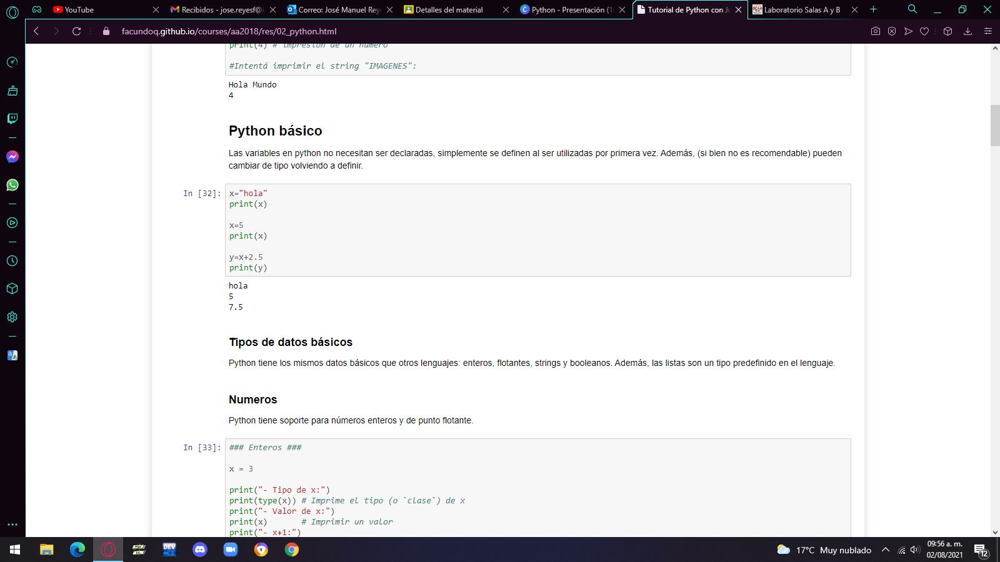 YouTube
Recibidos - jose.reyesf@
Correo: José Manuel Rey
Detalles del material
Python - Presentación (1
Tutorial de Python con J
Laboratorio Salas A y B
facundoq.github.io/courses/aa2018/res/02_python.html
print(4) # impresión de un número
#Intentá imprimir el string "IMAGENES":
Hola Mundo
4
Python básico
Las variables en python no necesitan ser declaradas, simplemente se definen al ser utilizadas por primera vez. Además, (si bien no es recomendable) pueden
cambiar de tipo volviendo a definir.
In [32]:
x="hola"
print(x)
x=5
print(x)
y=x+2.5
print(y)
hola
5
7.5
Tipos de datos básicos
Python tiene los mismos datos básicos que otros lenguajes: enteros, flotantes, strings y booleanos. Además, las listas son un tipo predefinido en el lenguaje.
Numeros
Python tiene soporte para números enteros y de punto flotante.
In [33]:
### Enteros ###
x = 3
print("- Tipo de x:")
print(type(x)) # Imprime el tipo (o `clase`) de x
print("- Valor de x:")
print(x)       # Imprimir un valor
print("- x+1:")
DEV
17°C Muy nublado
09:56 a. m.
02/08/2021
12